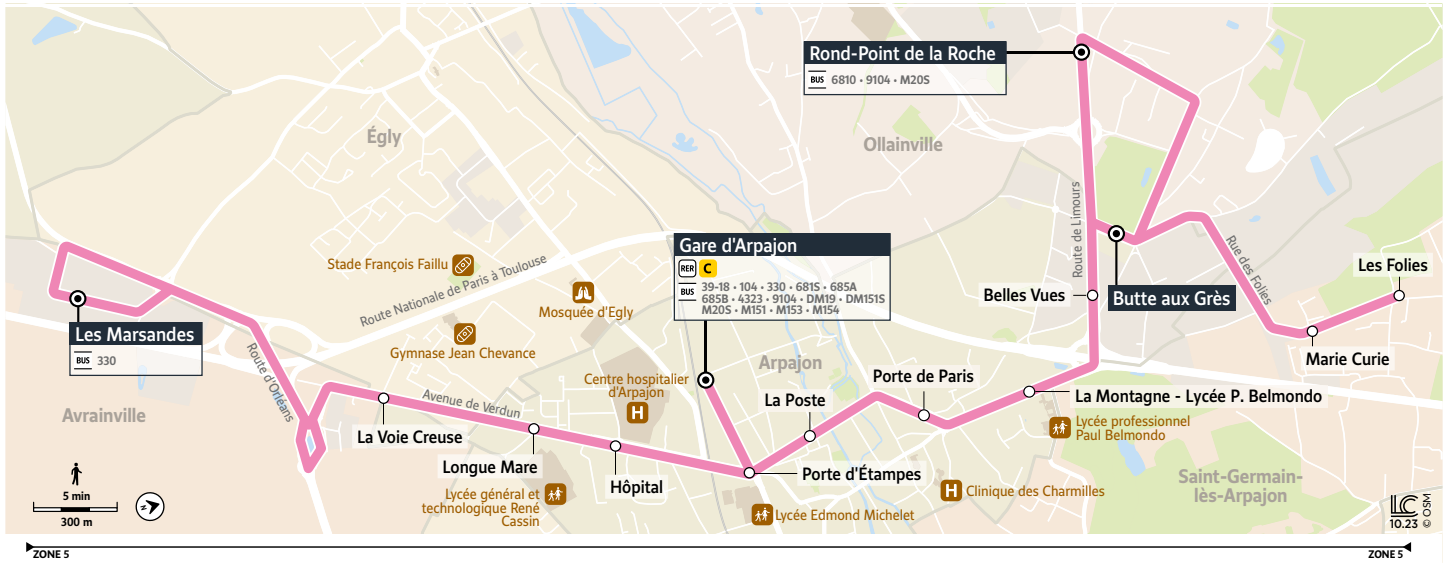 Rond-Point de la Roche
BUS 6810 • 9104 • M20S
Égly
Ollainville
Route de Limours
Gare d'Arpajon
RER C
BUS 39-18 • 104 • 330 • 681S • 685A
685B • 4323 • 9104 • DM19 • DM151S
M20S • M151 • M153 • M154
Stade François Faillu
Route Nationale de Paris à Toulouse
Mosquée d'Egly
Rue des Folies
Les Folies
Belles Vues
Butte aux Grès
Les Marsandes
BUS 330
Gymnase Jean Chevance
Marie Curie
Route d'Orléans
Arpajon
Centre hospitalier
d'Arpajon
H
Porte de Paris
Avrainville
Avenue de Verdun
La Poste
La Montagne - Lycée P. Belmondo
La Voie Creuse
Lycée professionnel
Paul Belmondo
Longue Mare
Hôpital
Porte d'Étampes
Saint-Germain-
lès-Arpajon
5 min
300 m
Lycée général et
technologique René
Cassin
H
Clinique des Charmilles
Lycée Edmond Michelet
LC
10.23
© OSM
ZONE 5
ZONE 5